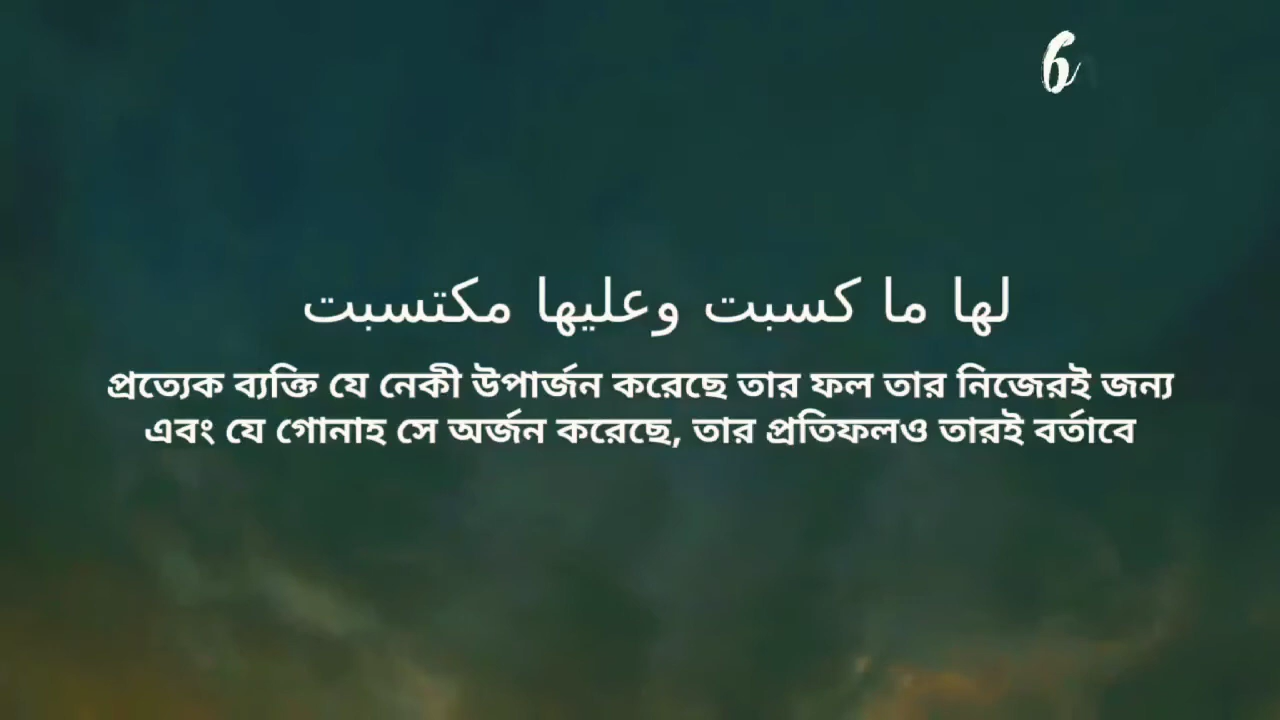 6
لها ما كسبت وعليها مكتسبت
প্রত্যেক ব্যক্তি যে নেকী উপার্জন করেছে তার ফল তার নিজেরই জন্য
এবং যে গোনাহ সে অর্জন করেছে, তার প্রতিফলও তারই বর্তাবে